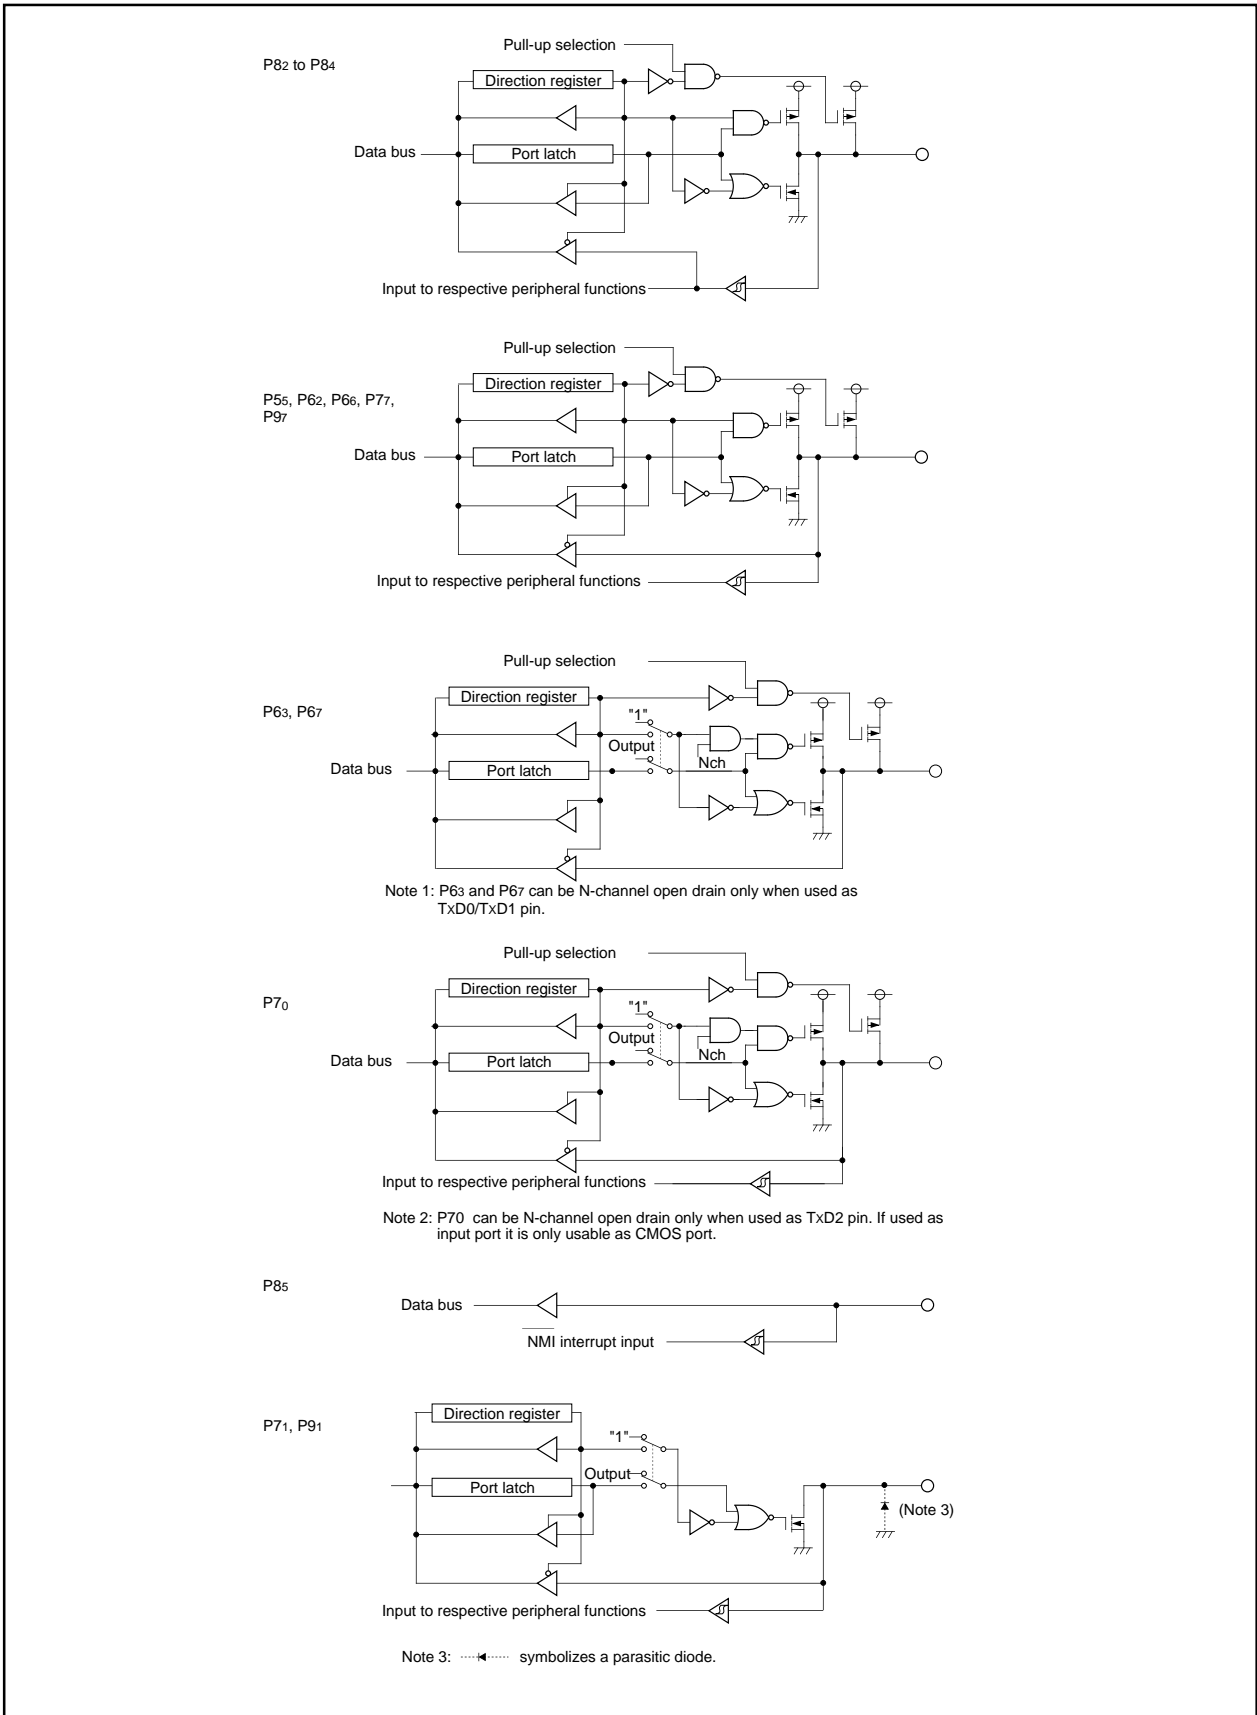 Pull-up selection
P82 to P84
Direction register
Data bus
Port latch
Input to respective peripheral functions
Pull-up selection
Direction register
P55, P62, P66, P77,
P97
Data bus
Port latch
Input to respective peripheral functions
Pull-up selection
Direction register
P63, P67
"1"
Output
Nch
Data bus
Port latch
Note 1: P63 and P67 can be N-channel open drain only when used as
TxD0/TxD1 pin.
Pull-up selection
Direction register
P70
"1"
Output
Nch
Data bus
Port latch
Input to respective peripheral functions
Note 2: P70 can be N-channel open drain only when used as TxD2 pin. If used as
input port it is only usable as CMOS port.
P85
Data bus
NMI interrupt input
Direction register
P71, P91
"1"
Output
Port latch
(Note 3)
Input to respective peripheral functions
Note 3: symbolizes a parasitic diode.